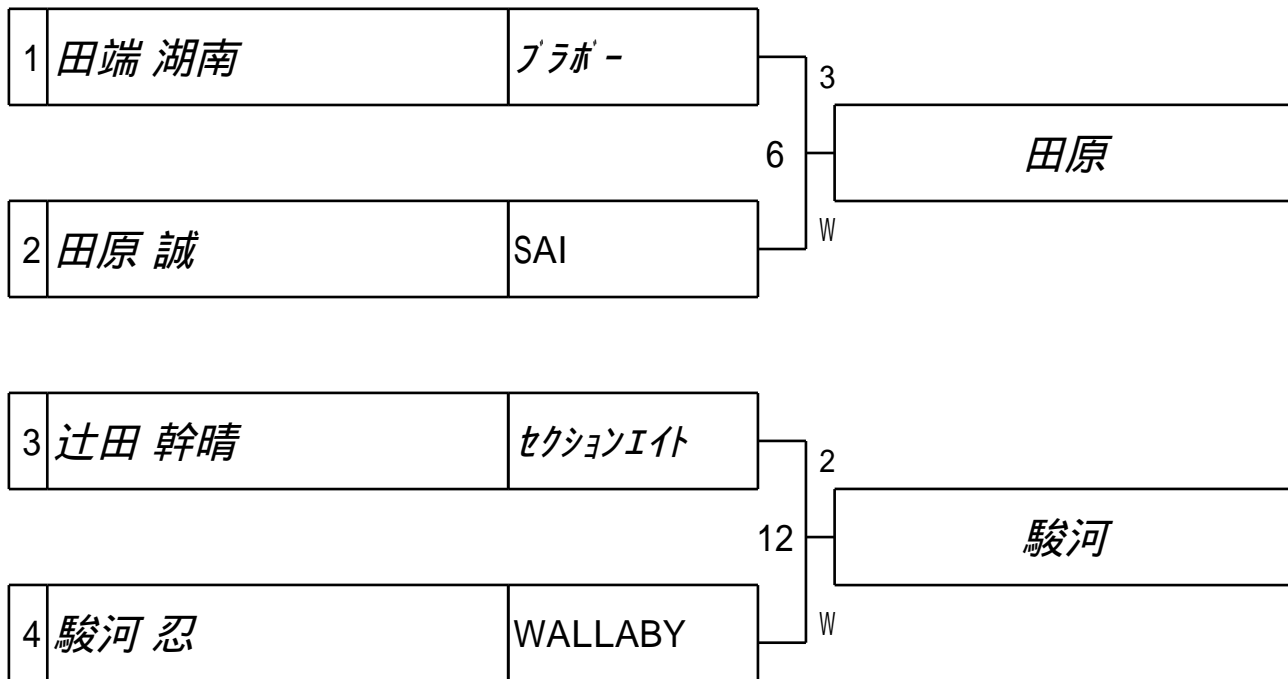 1 田端 湖南 ﾌﾞﾗﾎﾞｰ
3
6 田原
2 田原 誠 SAI
W
3 辻田 幹晴 ｾｸｼｮﾝｴｲﾄ
2
12 駿河
4 駿河 忍 WALLABY
W